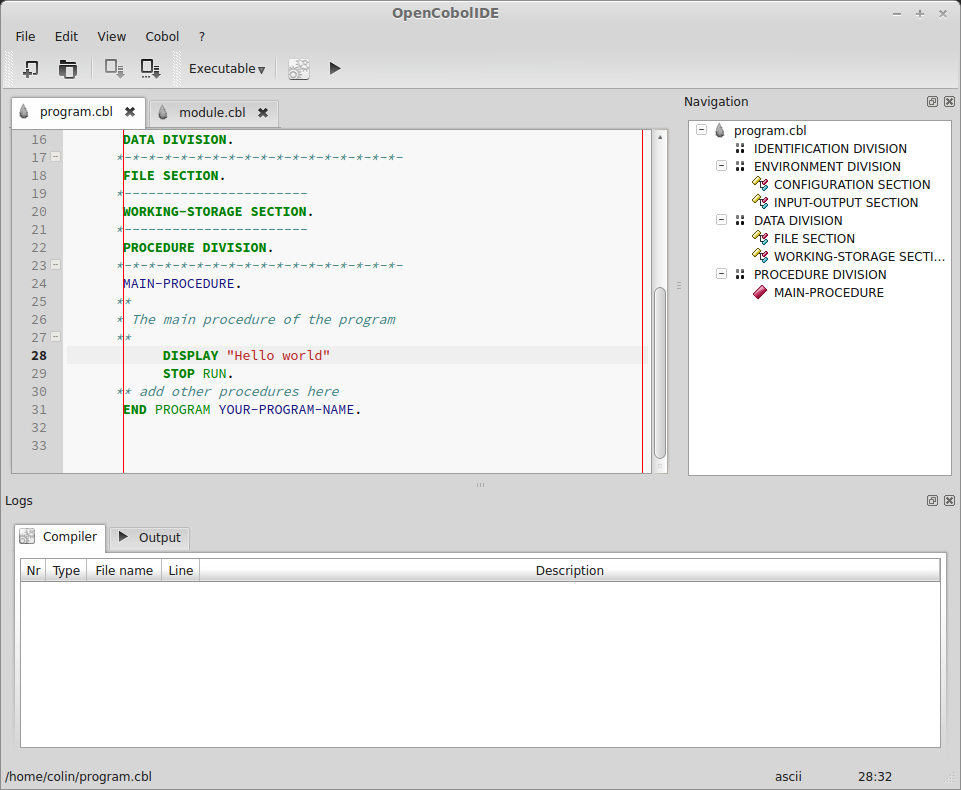 OpenCobolIDE
File Edit View Cobol ?
Executable
program.cbl module.cbl
16 DATA DIVISION.
17 *-*-*-*-*-*-*-*-*-*-*-*-*-*-*-*-*-*-
18 FILE SECTION.
19 *-----------------------
20 WORKING-STORAGE SECTION.
21 *-----------------------
22 PROCEDURE DIVISION.
23 *-*-*-*-*-*-*-*-*-*-*-*-*-*-*-*-*-*-
24 MAIN-PROCEDURE.
25 **
26 * The main procedure of the program
27 **
28 DISPLAY "Hello world"
29 STOP RUN.
30 ** add other procedures here
31 END PROGRAM YOUR-PROGRAM-NAME.
32
33
Navigation
program.cbl
IDENTIFICATION DIVISION
ENVIRONMENT DIVISION
CONFIGURATION SECTION
INPUT-OUTPUT SECTION
DATA DIVISION
FILE SECTION
WORKING-STORAGE SECTI...
PROCEDURE DIVISION
MAIN-PROCEDURE
Logs
Compiler Output
Nr Type File name Line Description
/home/colin/program.cbl ascii 28:32